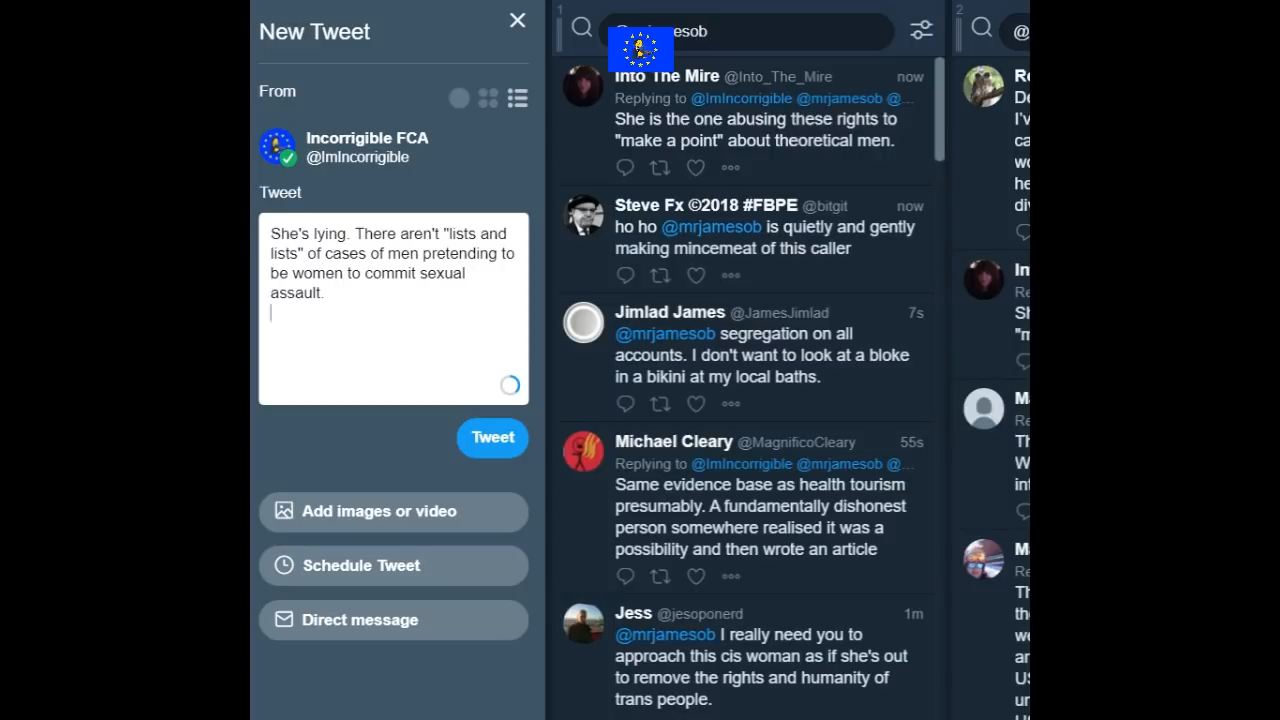 New Tweet
From
Incorrigible FCA
@ImIncorrigible
Tweet
She's lying. There aren't "lists and
lists" of cases of men pretending to
be women to commit sexual
assault.
Tweet
Add images or video
Schedule Tweet
Direct message
1
Into The Mire @Into_The_Mire now
Replying to @ImIncorrigible @mrjamesob @...
She is the one abusing these rights to
"make a point" about theoretical men.
Steve Fx ©2018 #FBPE @bitgit now
ho ho @mrjamesob is quietly and gently
making mincemeat of this caller
Jimlad James @JamesJimlad 7s
@mrjamesob segregation on all
accounts. I don't want to look at a bloke
in a bikini at my local baths.
Michael Cleary @MagnificoCleary 55s
Replying to @ImIncorrigible @mrjamesob @...
Same evidence base as health tourism
presumably. A fundamentally dishonest
person somewhere realised it was a
possibility and then wrote an article
Jess @jesoponerd 1m
@mrjamesob I really need you to
approach this cis woman as if she's out
to remove the rights and humanity of
trans people.
2
@
I've